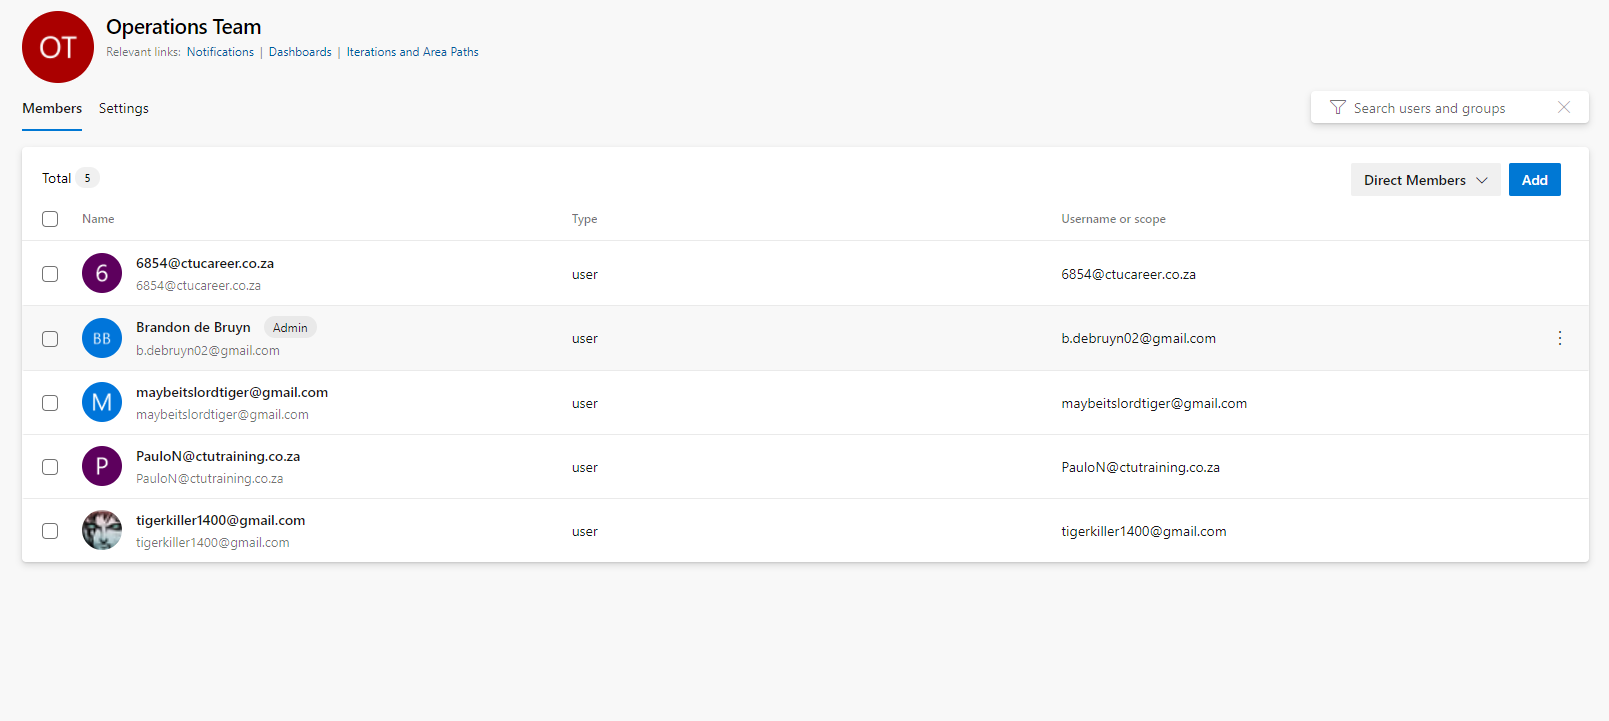 OT
Operations Team
Relevant links: Notifications | Dashboards | Iterations and Area Paths
Members Settings
Search users and groups
Total 5
Direct Members Add
Name Type Username or scope
6 6854@ctucareer.co.za
6854@ctucareer.co.za
user 6854@ctucareer.co.za
BB Brandon de Bruyn Admin
b.debruyn02@gmail.com
user b.debruyn02@gmail.com
M maybeitslordtiger@gmail.com
maybeitslordtiger@gmail.com
user maybeitslordtiger@gmail.com
P PauloN@ctutraining.co.za
PauloN@ctutraining.co.za
user PauloN@ctutraining.co.za
tigerkiller1400@gmail.com
tigerkiller1400@gmail.com
user tigerkiller1400@gmail.com